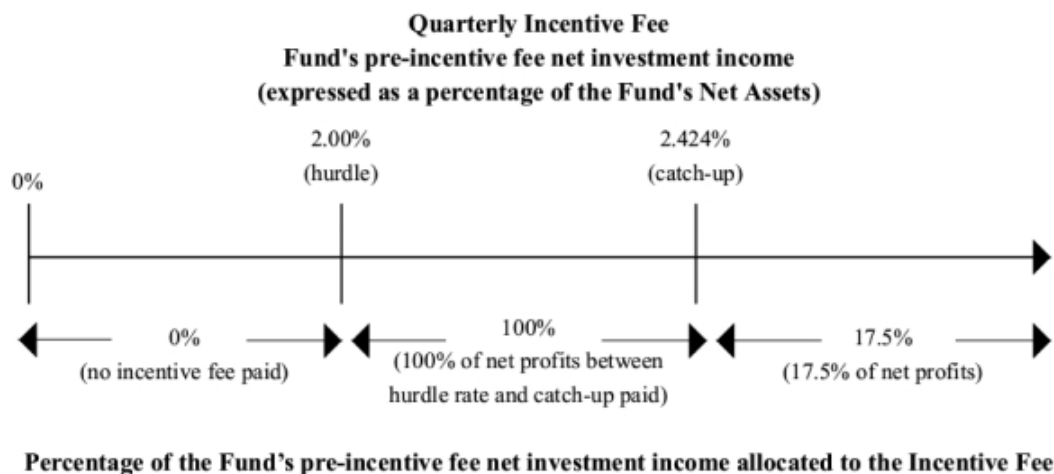 Quarterly Incentive Fee
Fund's pre-incentive fee net investment income
(expressed as a percentage of the Fund's Net Assets)
2.00%
(hurdle)
2.424%
(catch-up)
0%
0%
(no incentive fee paid)
100%
(100% of net profits between
hurdle rate and catch-up paid)
17.5%
(17.5% of net profits)
Percentage of the Fund’s pre-incentive fee net investment income allocated to the Incentive Fee